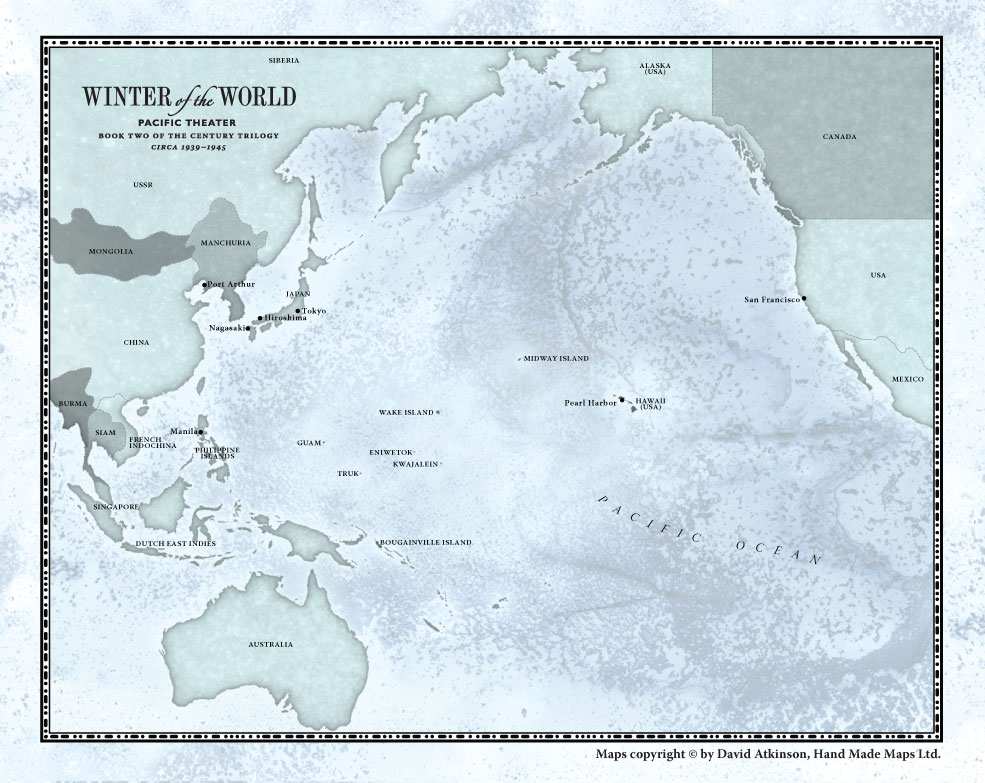 SIBERIA
ALASKA
(USA)
WINTER of the WORLD
PACIFIC THEATER
BOOK TWO OF THE CENTURY TRILOGY
CIRCA 1939–1945
CANADA
USSR
MONGOLIA
MANCHURIA
USA
Port Arthur
JAPAN
San Francisco
Tokyo
Hiroshima
Nagasaki
CHINA
MIDWAY ISLAND
MEXICO
BURMA
Pearl Harbor
HAWAII
(USA)
WAKE ISLAND
SIAM
Manila
FRENCH
INDOCHINA
GUAM
PHILIPPINE
ISLANDS
ENIWETOK
KWAJALEIN
TRUK
SINGAPORE
PACIFIC OCEAN
DUTCH EAST INDIES
BOUGAINVILLE ISLAND
AUSTRALIA
Maps copyright © by David Atkinson, Hand Made Maps Ltd.